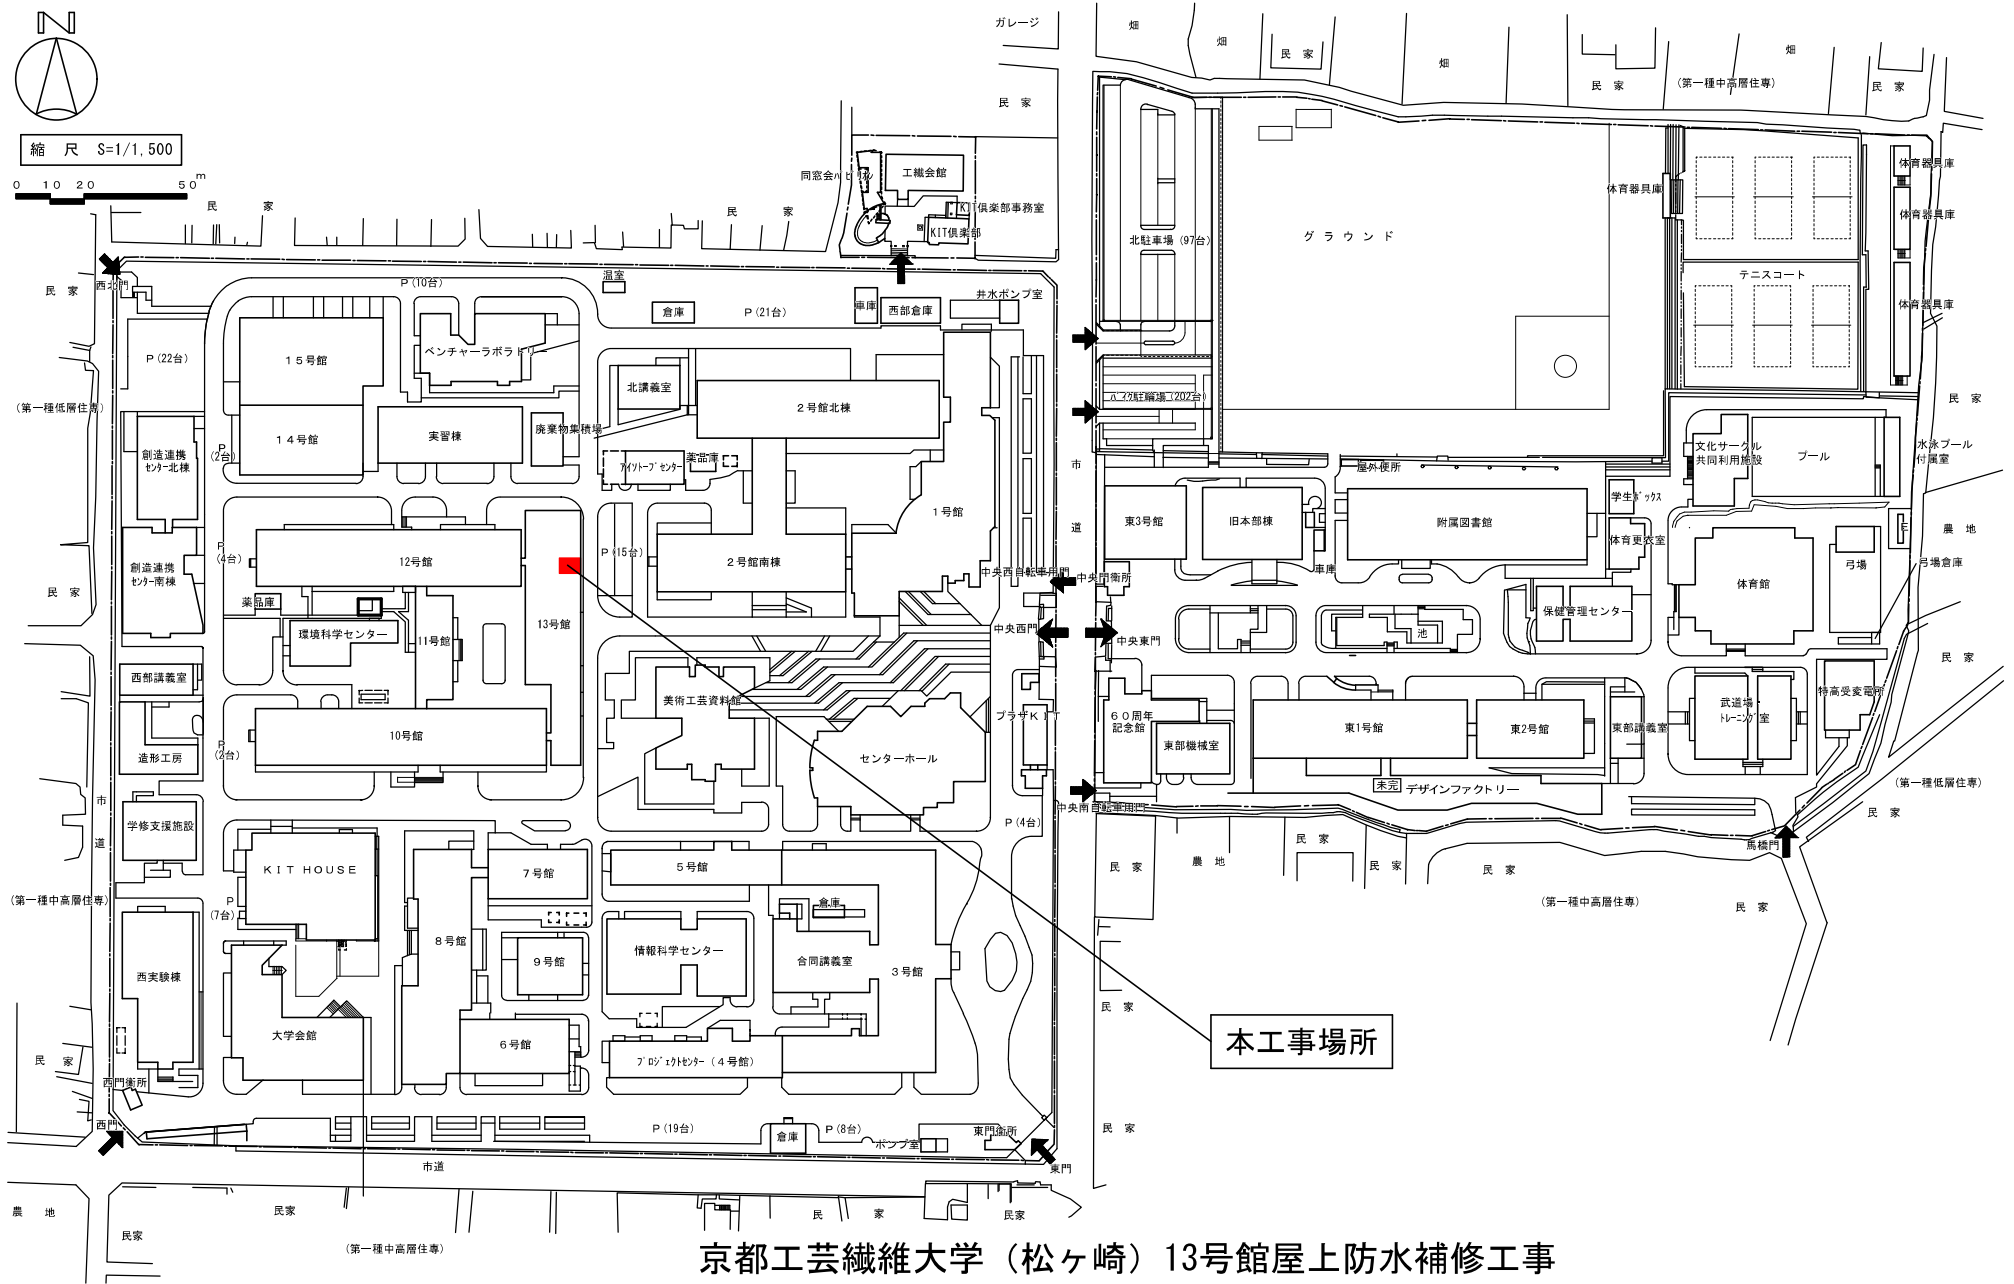 N
ガレージ
畑
畑
民 家
畑
畑
民 家
(第一種中高層住専)
民 家
民 家
縮 尺 S=1/1,500
0 10 20 50m
民 家
民 家
同窓会パビリオン
工繊会館
KIT倶楽部事務室
KIT倶楽部
北駐車場(97台)
グラウンド
体育器具庫
体育器具庫
体育器具庫
テニスコート
体育器具庫
西北門
民 家
P(10台)
温室
倉庫
P(21台)
車庫
西部倉庫
井水ポンプ室
P(22台)
15号館
ベンチャーラボラトリー
北講義室
2号館北棟
バイク駐輪場(202台)
(第一種低層住専)
民 家
14号館
実習棟
廃棄物集積場
P
(2台)
創造連携
センター北棟
アイソトープセンター
薬品庫
市
道
屋外便所
文化サークル
共同利用施設
プール
水泳プール
付属室
学生ボックス
1号館
東3号館
旧本部棟
附属図書館
農 地
P
(4台)
12号館
P(15台)
2号館南棟
体育更衣室
車庫
弓場
弓場倉庫
創造連携
センター南棟
中央西自転車用門
中央門衛所
体育館
民 家
薬品庫
環境科学センター
11号館
13号館
保健管理センター
池
中央西門
中央東門
民 家
西部講義室
美術工芸資料館
プラザKIT
60周年
記念館
東部機械室
東1号館
東2号館
東部講義室
武道場・
トレーニング室
特高受変電所
造形工房
P
(2台)
10号館
センターホール
未完
デザインファクトリー
(第一種低層住専)
市
道
中央南自転車用門
P(4台)
民 家
学修支援施設
KIT HOUSE
7号館
5号館
民 家
農 地
民 家
民 家
民 家
馬橋門
(第一種中高層住専)
P
(7台)
倉庫
(第一種中高層住専)
民 家
8号館
9号館
情報科学センター
合同講義室
3号館
西実験棟
民 家
大学会館
6号館
プロジェクトセンター(4号館)
本工事場所
民 家
西門衛所
西門
P(19台)
倉庫
P(8台)
ポンプ室
東門衛所
民 家
市道
東門
農 地
民家
民家
民 家
民家
(第一種中高層住専)
京都工芸繊維大学（松ヶ崎）13号館屋上防水補修工事